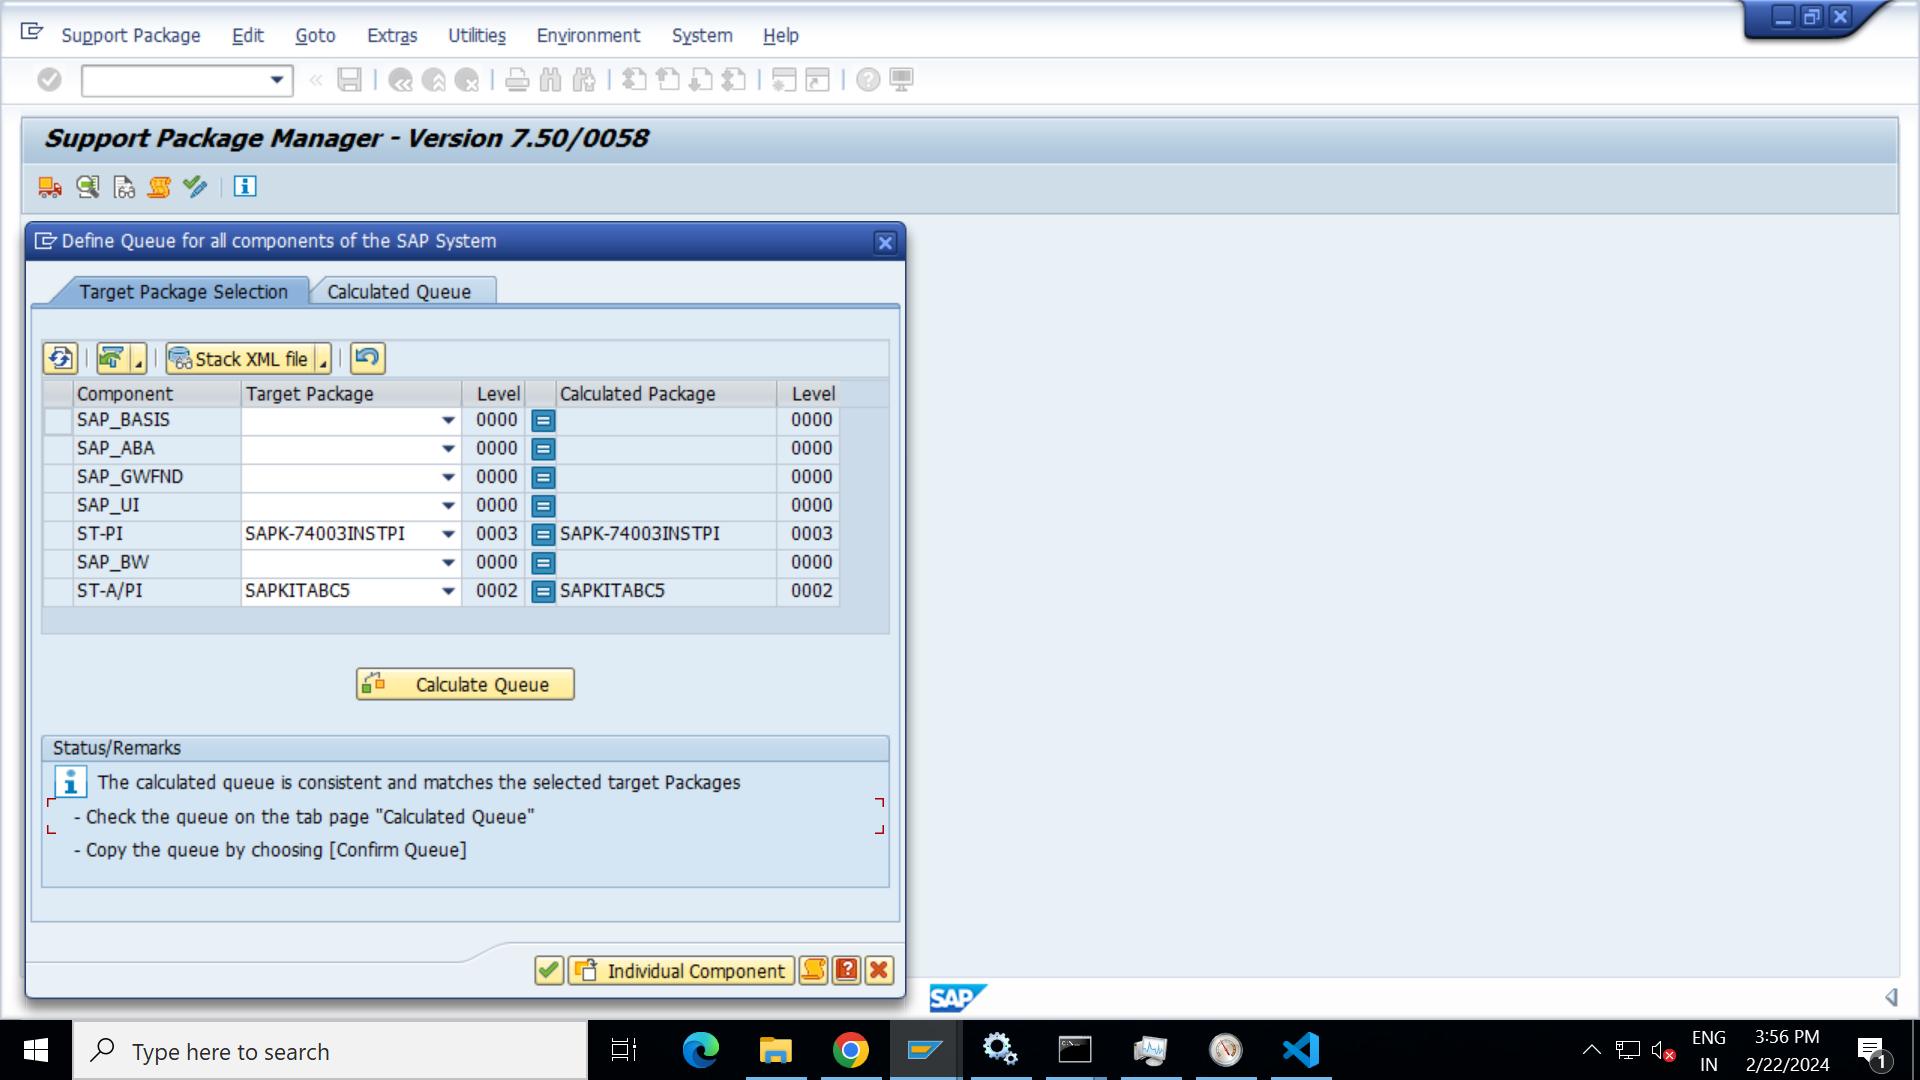 Support Package Edit Goto Extras Utilities Environment System Help
Support Package Manager - Version 7.50/0058
Define Queue for all components of the SAP System
Target Package Selection Calculated Queue
Stack XML file
Component Target Package Level Calculated Package Level
SAP_BASIS 0000 0000
SAP_ABA 0000 0000
SAP_GWFND 0000 0000
SAP_UI 0000 0000
ST-PI SAPK-74003INSTPI 0003 SAPK-74003INSTPI 0003
SAP_BW 0000 0000
ST-A/PI SAPKITABC5 0002 SAPKITABC5 0002
Calculate Queue
Status/Remarks
The calculated queue is consistent and matches the selected target Packages
- Check the queue on the tab page "Calculated Queue"
- Copy the queue by choosing [Confirm Queue]
Individual Component
SAP
Type here to search
ENG 3:56 PM
IN 2/22/2024 1